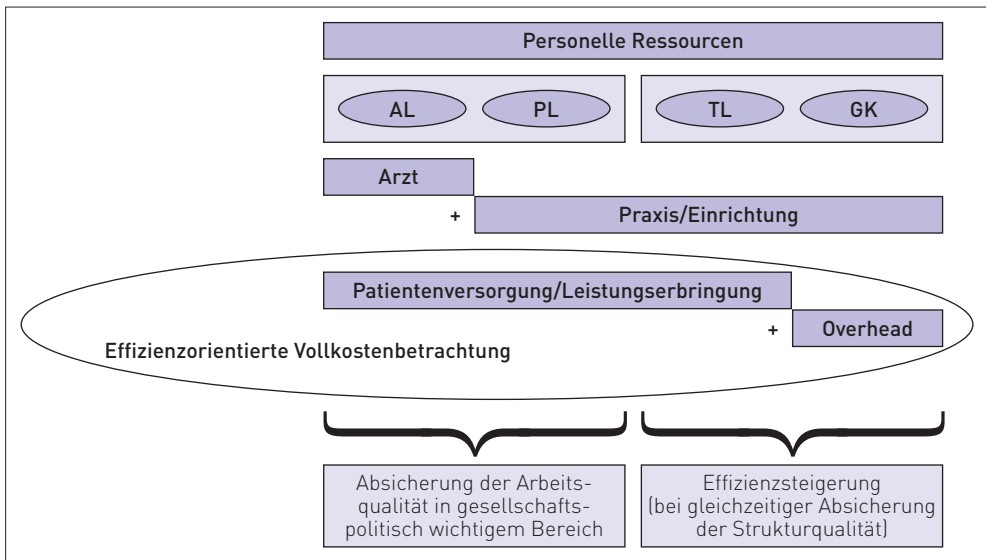 Personelle Ressourcen
AL PL TL GK
Arzt
+ Praxis/Einrichtung
Patientenversorgung/Leistungserbringung
+ Overhead
Effizienzorientierte Vollkostenbetrachtung
Absicherung der Arbeits-
qualität in gesellschafts-
politisch wichtigem Bereich
Effizienzsteigerung
(bei gleichzeitiger Absicherung
der Strukturqualität)